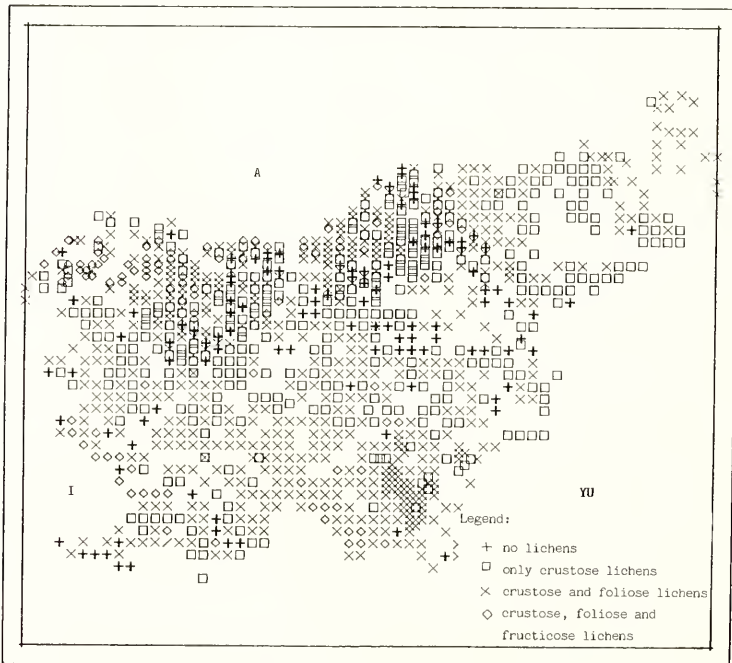 A
I
YU
Legend:
+ no lichens
□ only crustose lichens
× crustose and foliose lichens
◇ crustose, foliose and
fructicose lichens